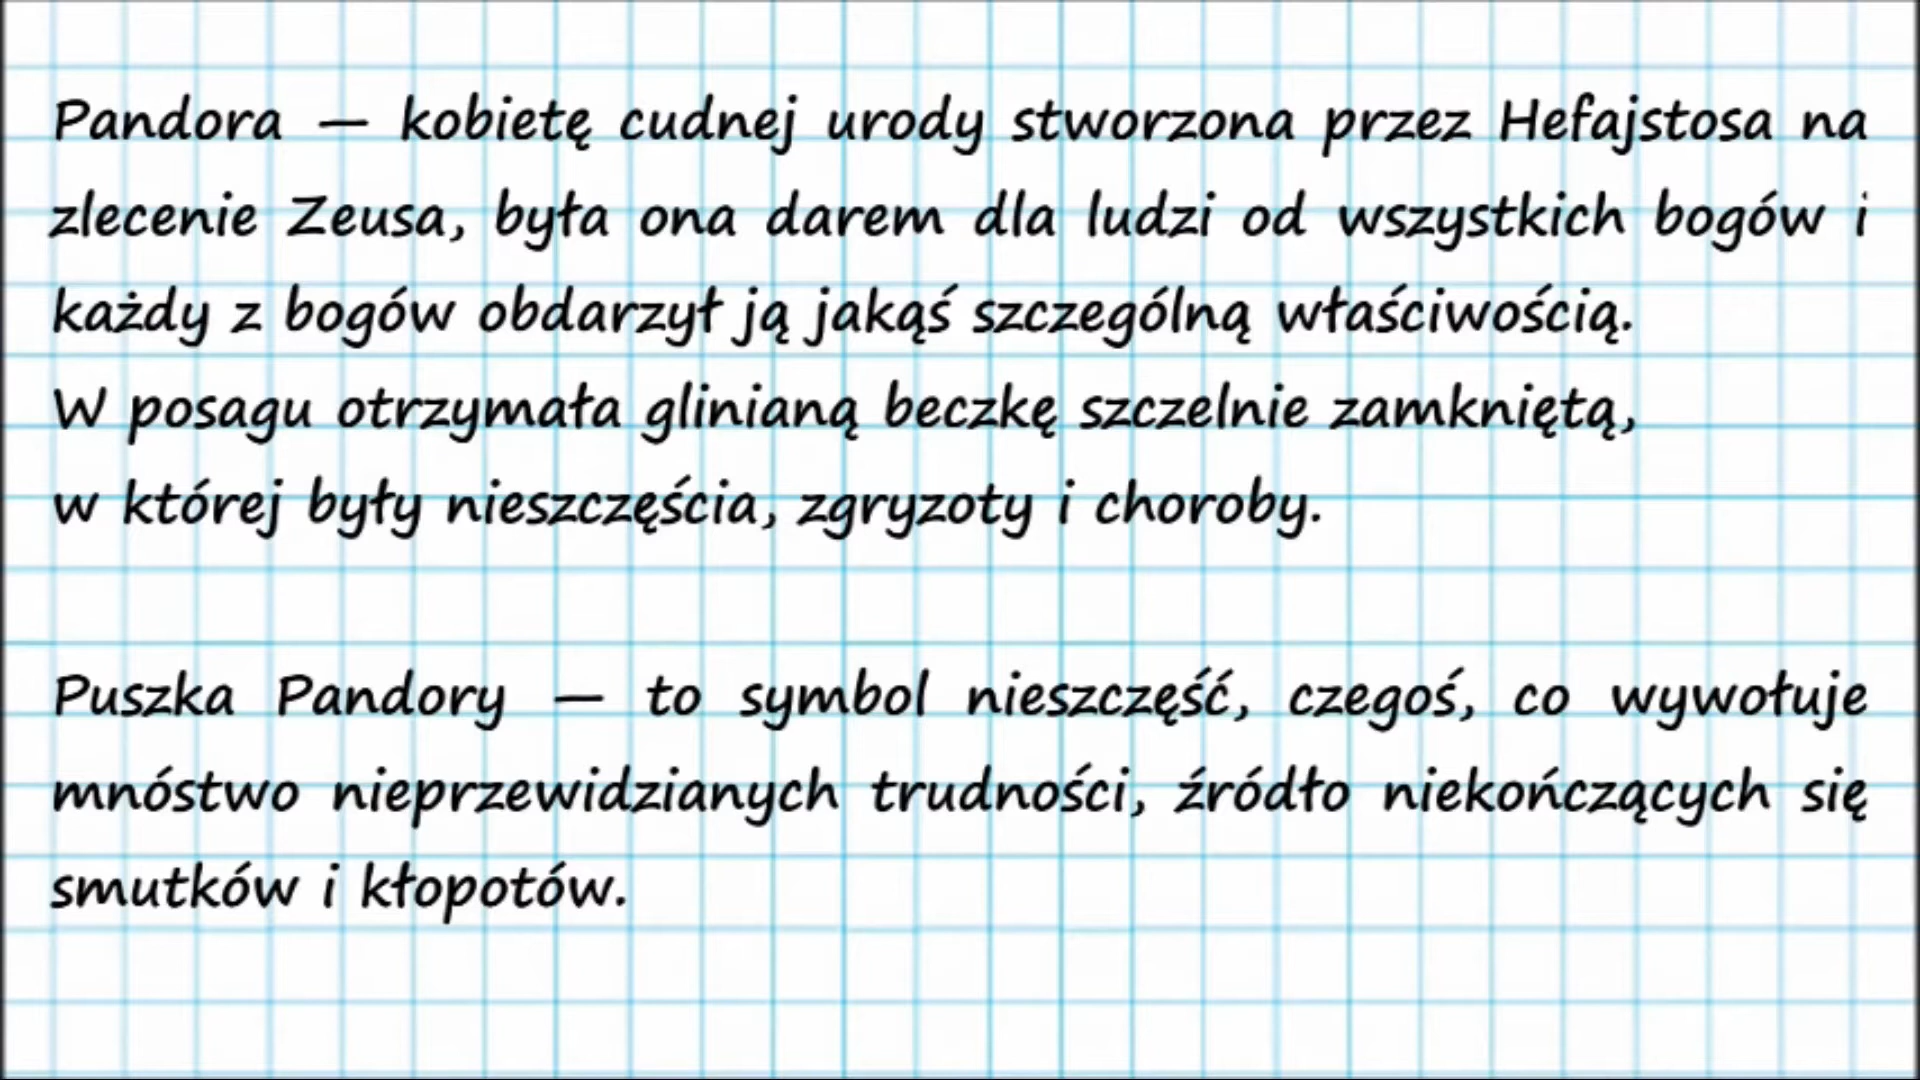 Pandora — kobietę cudnej urody stworzona przez Hefajstosa na
zlecenie Zeusa, była ona darem dla ludzi od wszystkich bogów i
każdy z bogów obdarzył ją jakąś szczególną właściwością.
W posagu otrzymała glinianą beczkę szczelnie zamkniętą,
w której były nieszczęścia, zgryzoty i choroby.
Puszka Pandory — to symbol nieszczęść, czegoś, co wywołuje
mnóstwo nieprzewidzianych trudności, źródło niekończących się
smutków i kłopotów.